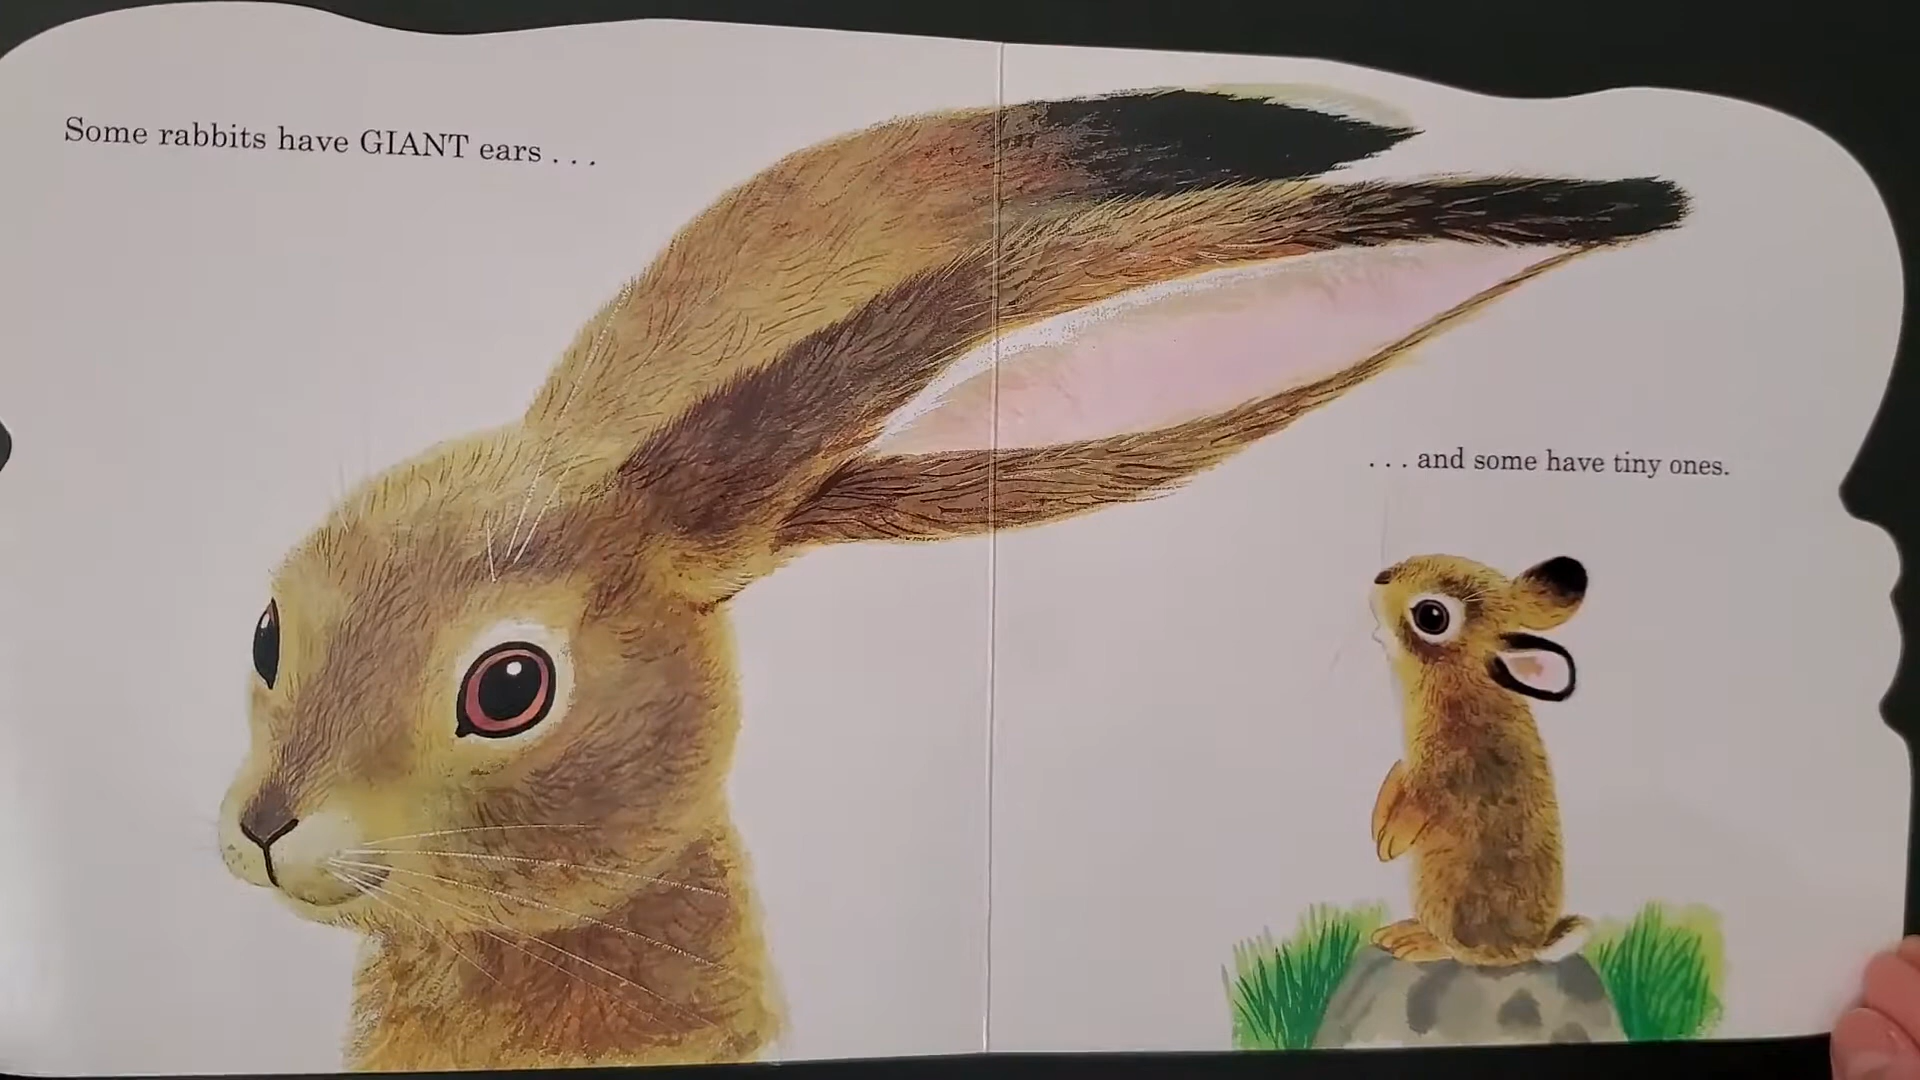 Some rabbits have GIANT ears . . .
. . . and some have tiny ones.